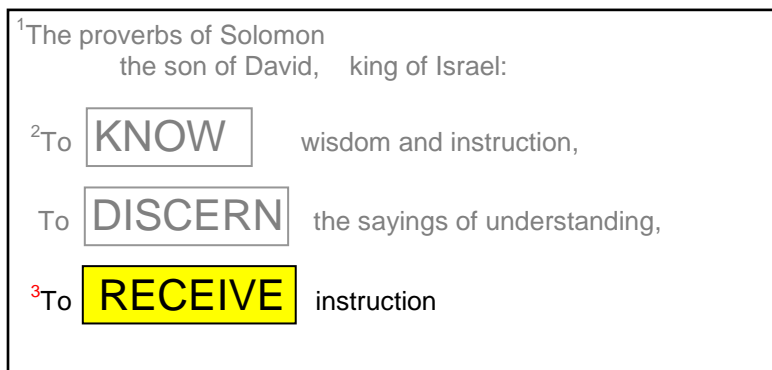 1The proverbs of Solomon
the son of David, king of Israel:
2To KNOW wisdom and instruction,
To DISCERN the sayings of understanding,
3To RECEIVE instruction